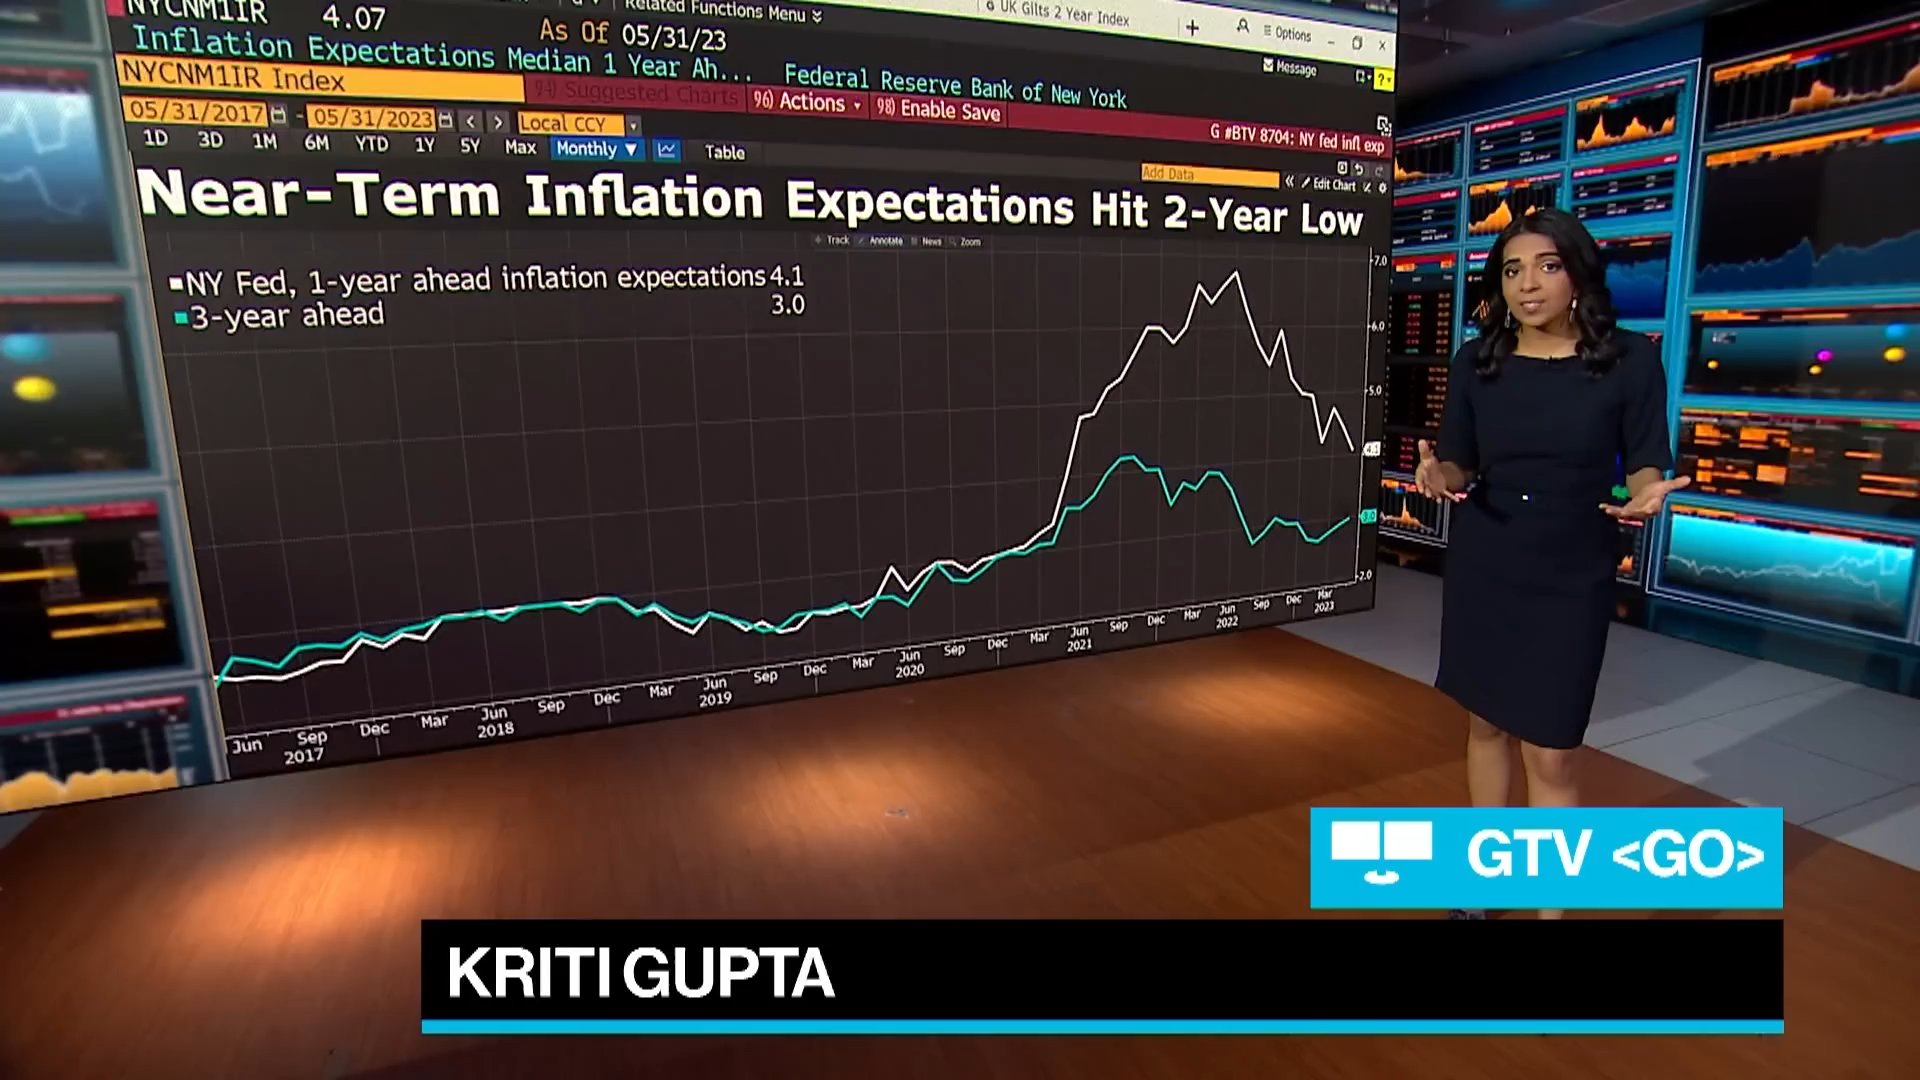 NYCNM1IR 4.07 As Of 05/31/23
Related Functions Menu
UK Gilts 2 Year Index
+ Options
Inflation Expectations Median 1 Year Ah... Federal Reserve Bank of New York
Message
?
NYCNM1IR Index 94) Suggested Charts 96) Actions 98) Enable Save
G #BTV 8704: NY fed infl exp
05/31/2017 - 05/31/2023 < > Local CCY
1D 3D 1M 6M YTD 1Y 5Y Max Monthly ▼ Table
Add Data « Edit Chart
Near-Term Inflation Expectations Hit 2-Year Low
Track Annotate News Zoom
NY Fed, 1-year ahead inflation expectations 4.1
3-year ahead 3.0
7.0
6.0
5.0
4.1
3.0
2.0
Jun Sep Dec Mar Jun Sep Dec Mar Jun Sep Dec Mar Jun Sep Dec Mar Jun Sep Dec Mar Jun Sep Dec Mar
2017 2018 2019 2020 2021 2022 2023
GTV <GO>
KRITI GUPTA